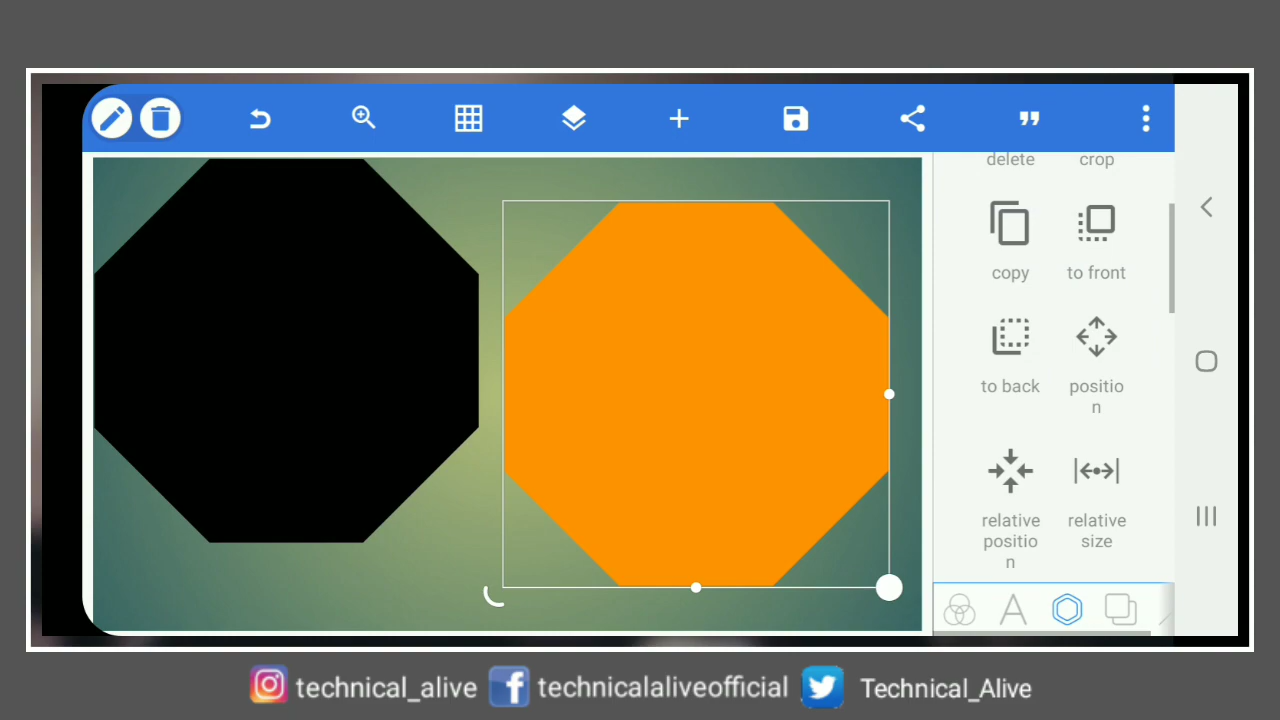 delete crop
copy to front
to back positio
n
relative relative
positio size
n
technical_alive technicalaliveofficial Technical_Alive